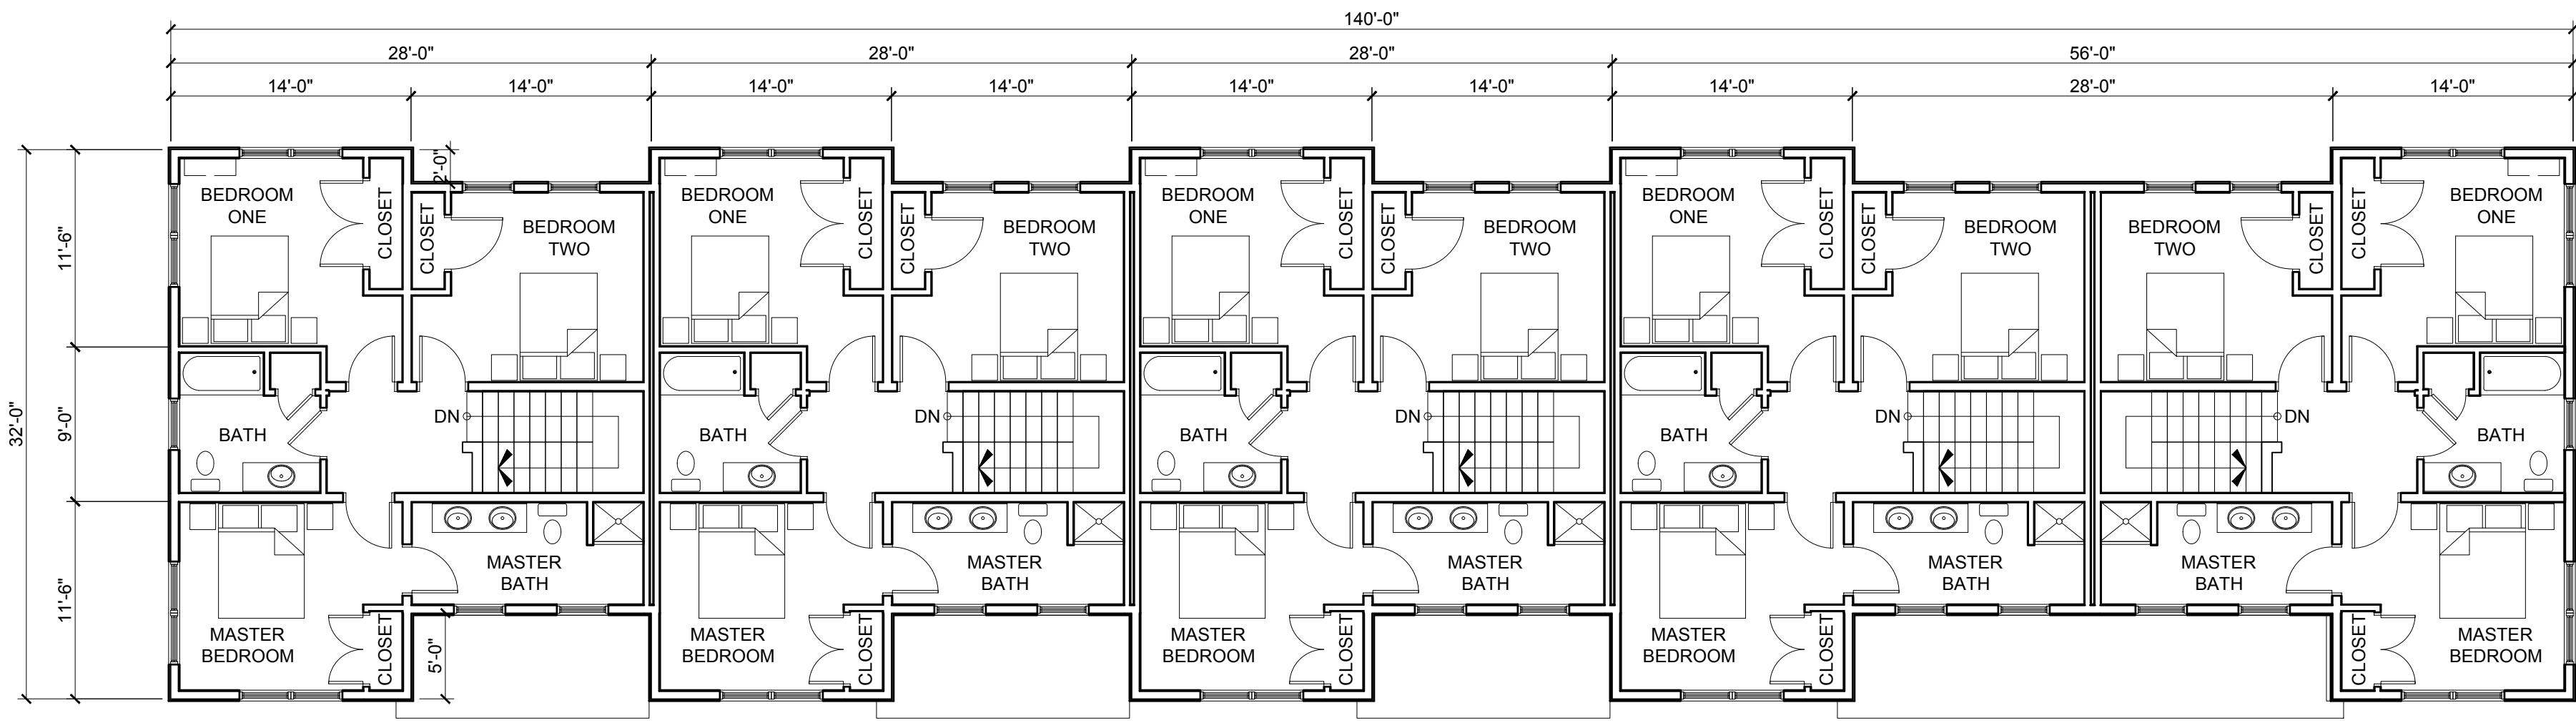 140'-0"
28'-0" 28'-0" 28'-0" 56'-0"
14'-0" 14'-0" 14'-0" 14'-0" 14'-0" 14'-0" 14'-0" 28'-0" 14'-0"
32'-0"
11'-6"
9'-0"
11'-6"
2'-0"
5'-0"
BEDROOM
ONE
CLOSET
CLOSET
BEDROOM
TWO
BATH
DN
MASTER
BEDROOM
CLOSET
MASTER
BATH
BEDROOM
ONE
CLOSET
CLOSET
BEDROOM
TWO
BATH
DN
MASTER
BEDROOM
CLOSET
MASTER
BATH
BEDROOM
ONE
CLOSET
CLOSET
BEDROOM
TWO
BATH
DN
MASTER
BEDROOM
CLOSET
MASTER
BATH
BEDROOM
ONE
CLOSET
CLOSET
BEDROOM
TWO
BATH
DN
MASTER
BEDROOM
CLOSET
MASTER
BATH
BEDROOM
TWO
CLOSET
CLOSET
BEDROOM
ONE
DN
BATH
MASTER
BATH
CLOSET
MASTER
BEDROOM